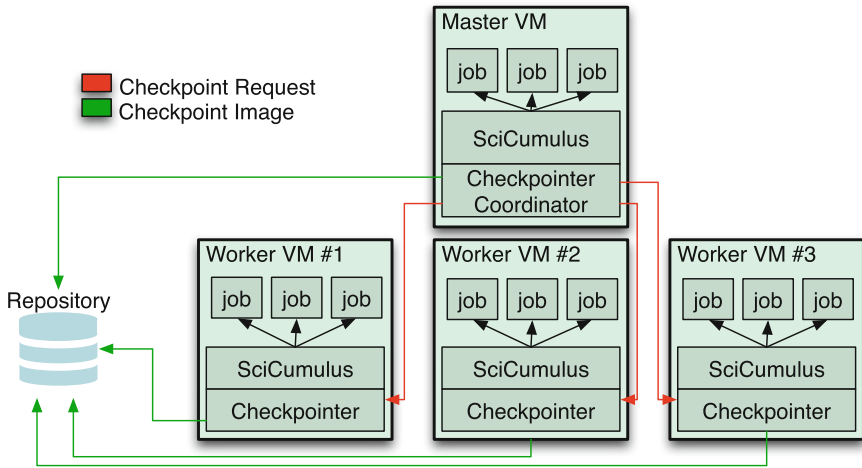 Master VM
job job job
Checkpoint Request
Checkpoint Image
SciCumulus
Checkpointer
Coordinator
Worker VM #1
job job job
SciCumulus
Checkpointer
Worker VM #2
job job job
SciCumulus
Checkpointer
Worker VM #3
job job job
SciCumulus
Checkpointer
Repository